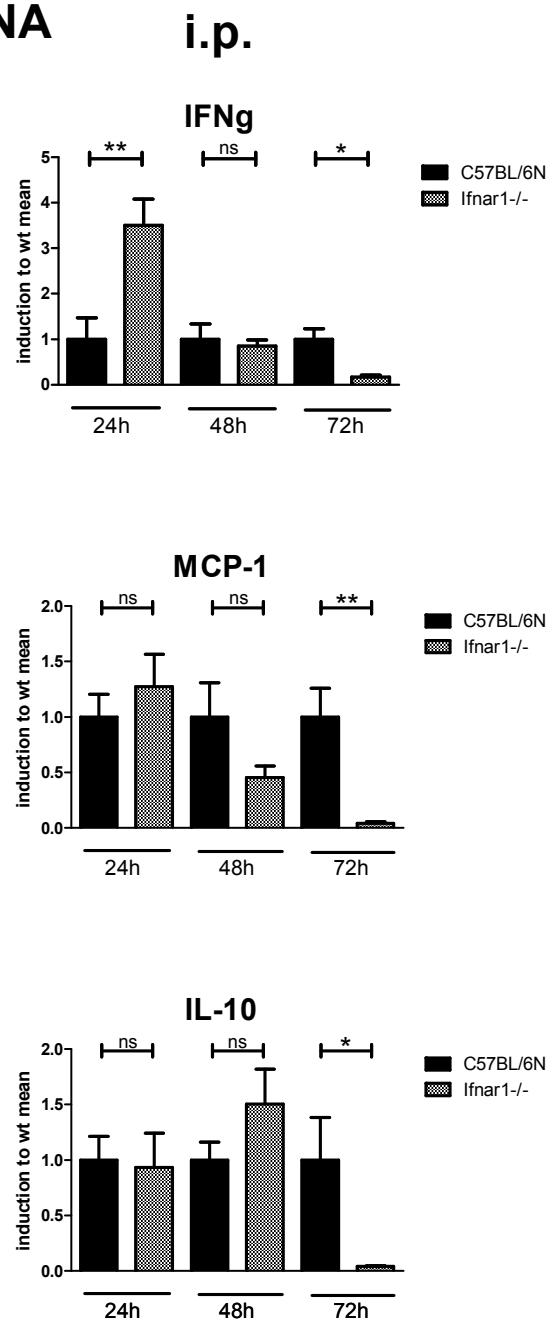 NA
i.p.
IFNg
** ns *
5
4
3
2
1
0
induction to wt mean
C57BL/6N
Ifnar1-/-
24h 48h 72h
MCP-1
ns ns **
2.0
1.5
1.0
0.5
0.0
induction to wt mean
C57BL/6N
Ifnar1-/-
24h 48h 72h
IL-10
ns ns *
2.0
1.5
1.0
0.5
0.0
induction to wt mean
C57BL/6N
Ifnar1-/-
24h 48h 72h